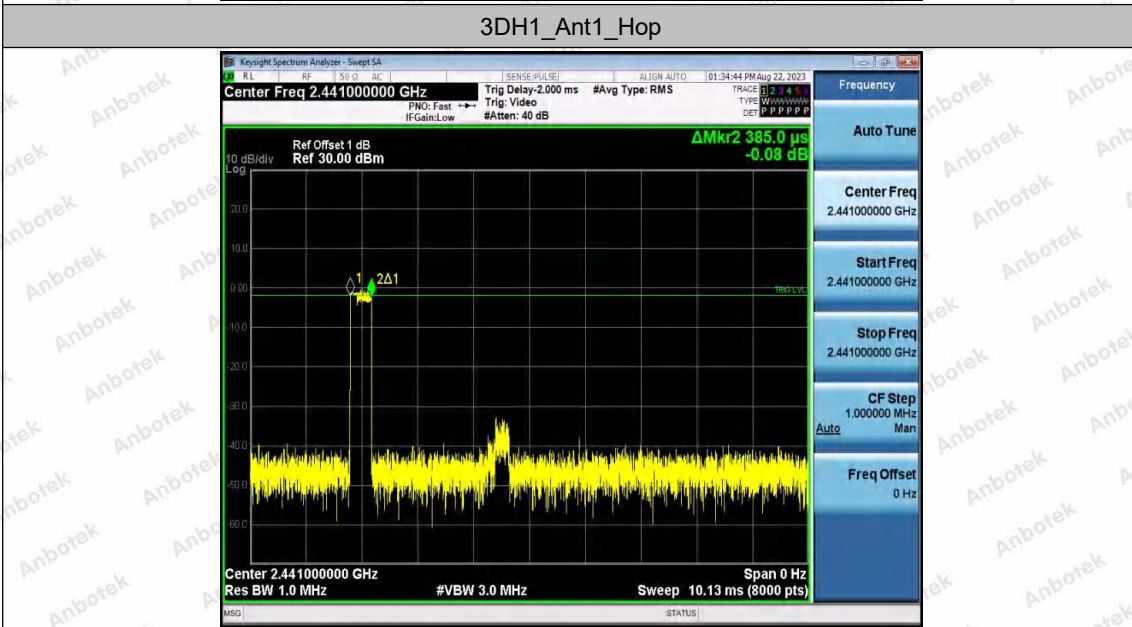 3DH1_Ant1_Hop
Keysight Spectrum Analyzer - Swept SA
RL RF 50 Ω AC SENSE:PULSE ALIGN AUTO 01:34:44 PM Aug 22, 2023
Center Freq 2.441000000 GHz
PNO: Fast
IFGain:Low
Trig Delay-2.000 ms
Trig: Video
#Atten: 40 dB
#Avg Type: RMS
TRACE 1 2 3 4 5 6
TYPE WWWWWW
DET P P P P P P
Ref Offset 1 dB
10 dB/div Ref 30.00 dBm
Log
ΔMkr2 385.0 µs
-0.08 dB
20.0
10.0
0.00
-10.0
-20.0
-30.0
-40.0
-50.0
-60.0
1 2Δ1
TRIG LVL
Center 2.441000000 GHz Span 0 Hz
Res BW 1.0 MHz #VBW 3.0 MHz Sweep 10.13 ms (8000 pts)
MSG STATUS
Frequency
Auto Tune
Center Freq
2.441000000 GHz
Start Freq
2.441000000 GHz
Stop Freq
2.441000000 GHz
CF Step
1.000000 MHz
Auto Man
Freq Offset
0 Hz
Anbotek